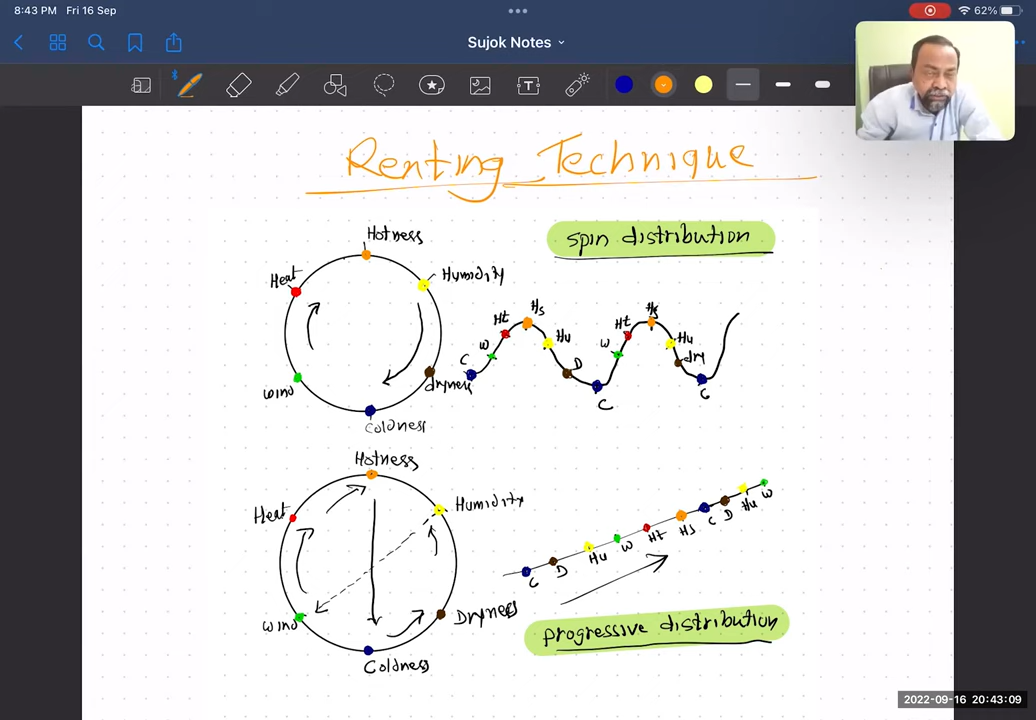 8:43 PM Fri 16 Sep
62%
Sujok Notes
Renting Technique
spin distribution
Hotness
Humidity
Heat
wind
dryness
Coldness
C W Ht Hs Hu D C W Ht Hs Hu dry C
Hotness
Humidity
Heat
wind
Dryness
Coldness
C D Hu W Ht Hs C D Hu W
progressive distribution
2022-09-16 20:43:09